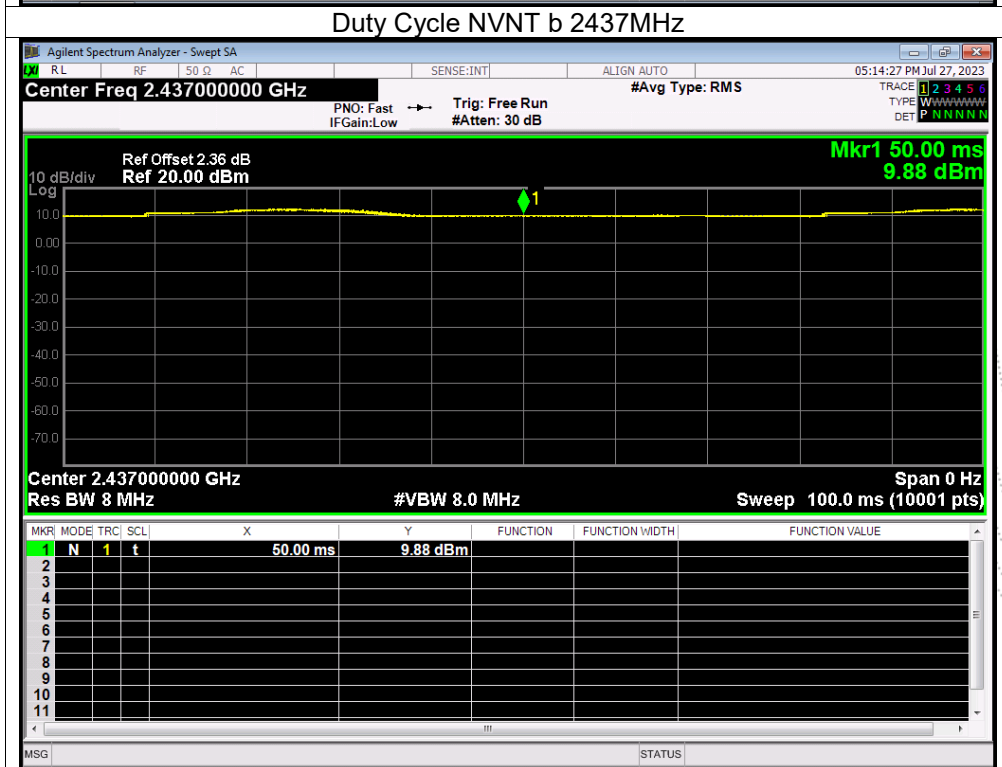 Duty Cycle NVNT b 2437MHz
Agilent Spectrum Analyzer - Swept SA
LXI RL RF 50 Ω AC SENSE:INT ALIGN AUTO 05:14:27 PM Jul 27, 2023
Center Freq 2.437000000 GHz #Avg Type: RMS TRACE 1 2 3 4 5 6
PNO: Fast Trig: Free Run TYPE WWWWWW
IFGain:Low #Atten: 30 dB DET P N N N N N
Mkr1 50.00 ms
Ref Offset 2.36 dB
10 dB/div Ref 20.00 dBm 9.88 dBm
Log
1
10.0
0.00
-10.0
-20.0
-30.0
-40.0
-50.0
-60.0
-70.0
Center 2.437000000 GHz Span 0 Hz
Res BW 8 MHz #VBW 8.0 MHz Sweep 100.0 ms (10001 pts)
MKR MODE TRC SCL X Y FUNCTION FUNCTION WIDTH FUNCTION VALUE
1 N 1 t 50.00 ms 9.88 dBm
2
3
4
5
6
7
8
9
10
11
MSG STATUS